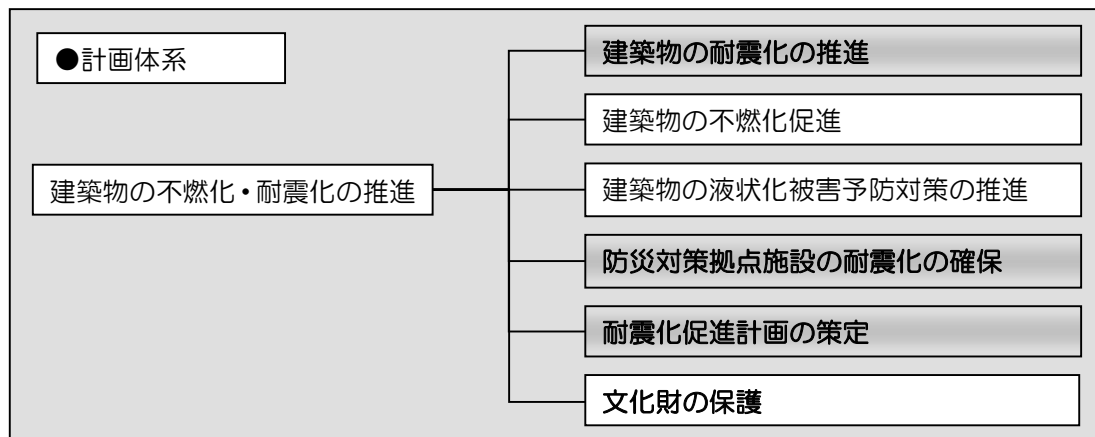 ●計画体系
建築物の不燃化・耐震化の推進
建築物の耐震化の推進
建築物の不燃化促進
建築物の液状化被害予防対策の推進
防災対策拠点施設の耐震化の確保
耐震化促進計画の策定
文化財の保護